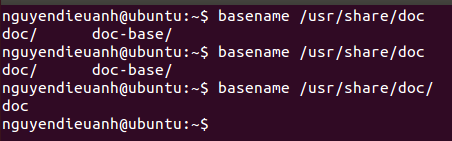 nguyendieuanh@ubuntu:~$ basename /usr/share/doc
doc/      doc-base/
nguyendieuanh@ubuntu:~$ basename /usr/share/doc
doc/      doc-base/
nguyendieuanh@ubuntu:~$ basename /usr/share/doc/
doc
nguyendieuanh@ubuntu:~$